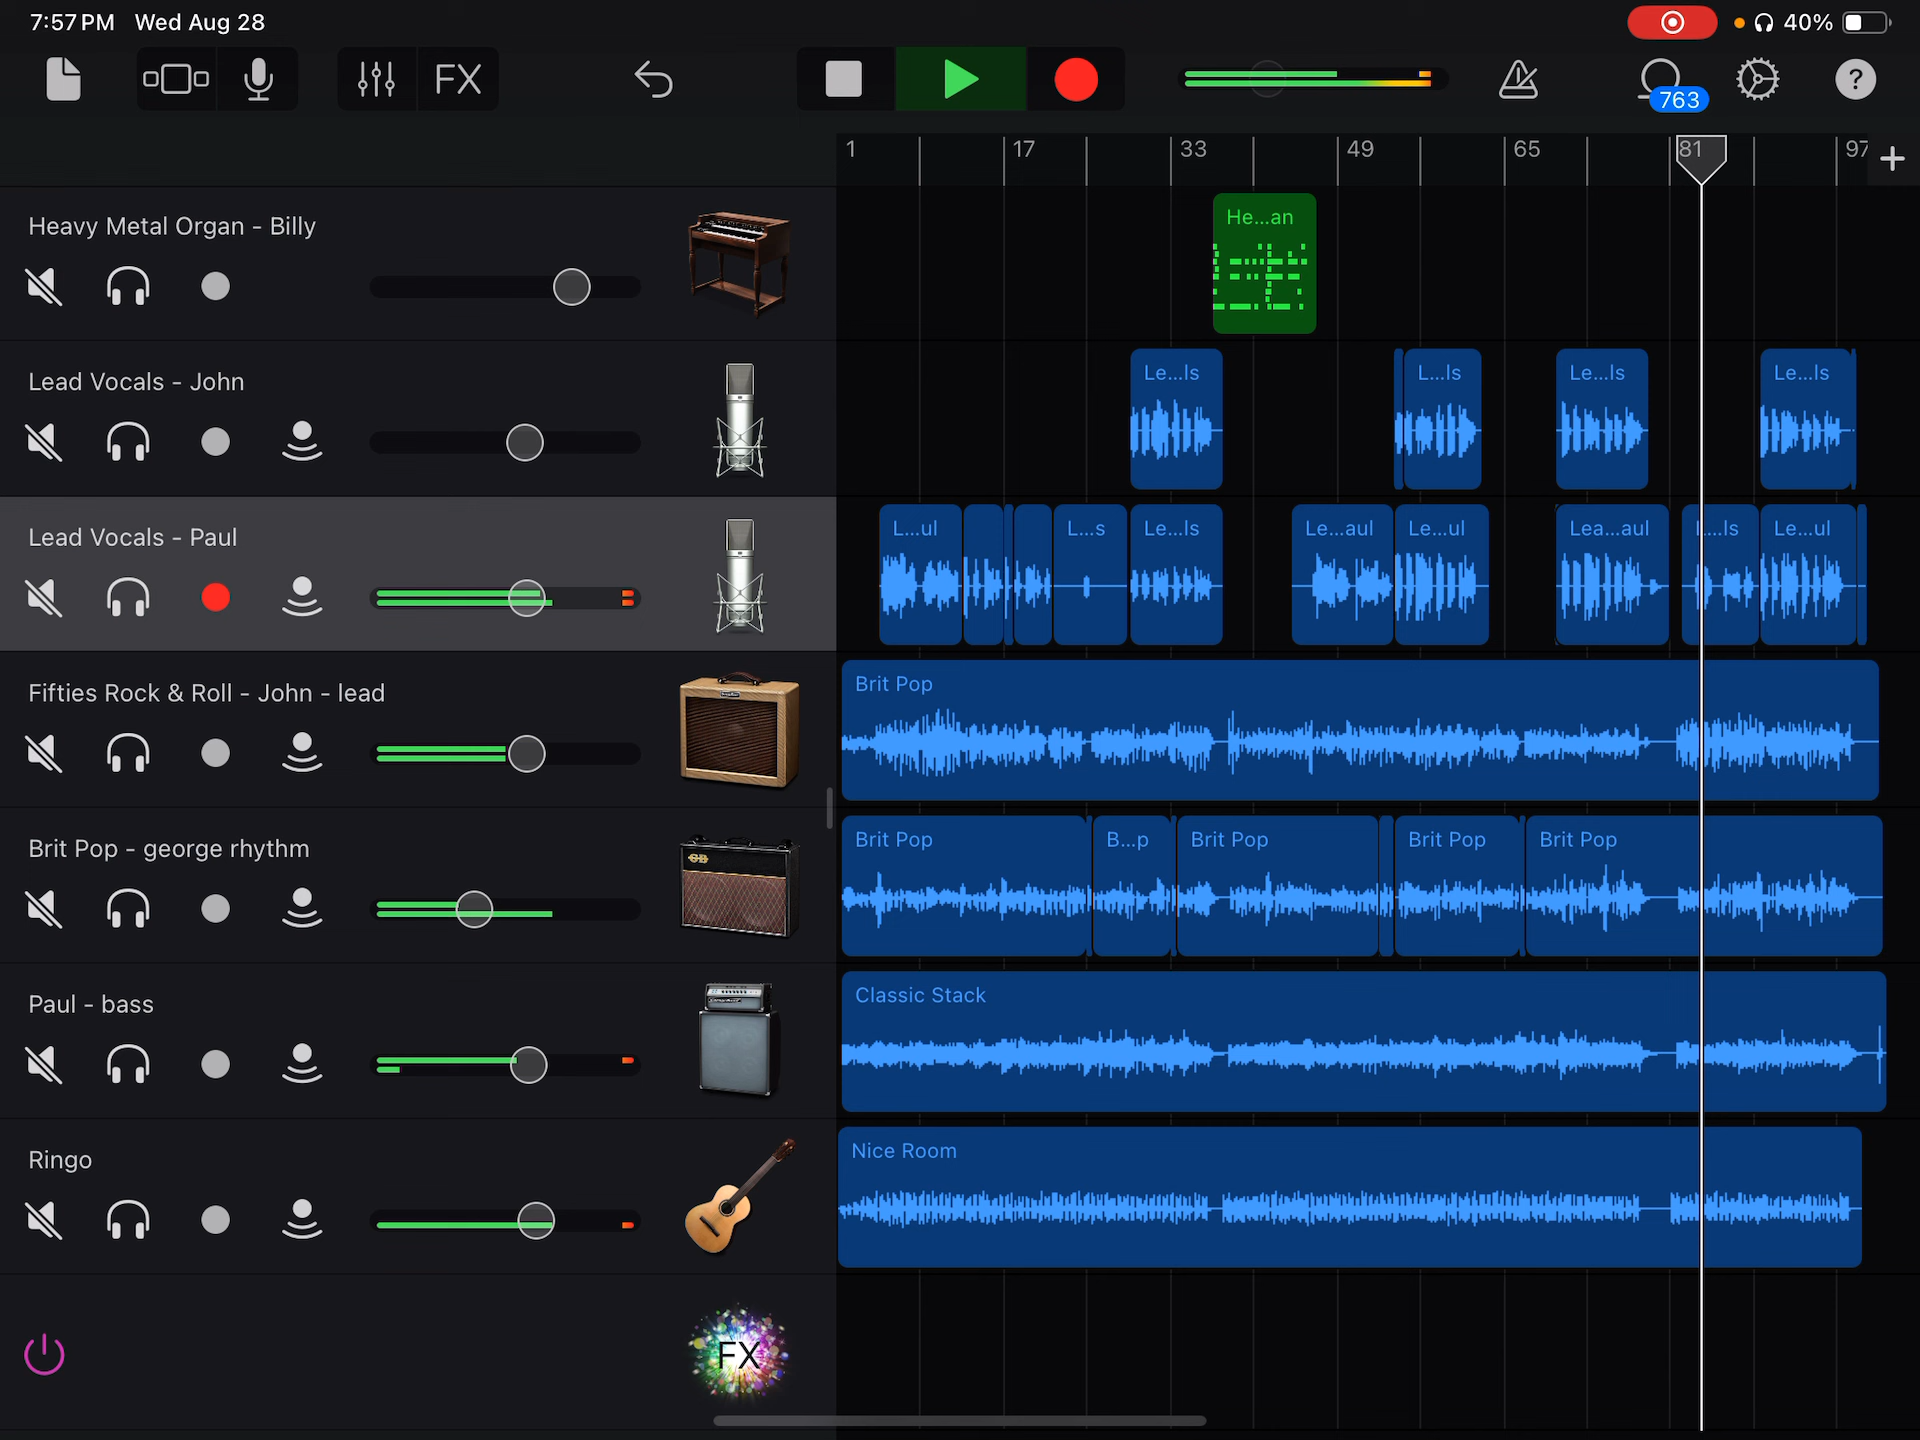 7:57 PM Wed Aug 28
40%
FX
763
?
1 17 33 49 65 81 97
+
Heavy Metal Organ - Billy
He...an
Lead Vocals - John
Le...ls L...ls Le...ls Le...ls
Lead Vocals - Paul
L...ul L...s Le...ls Le...aul Le...ul Lea...aul L...ls Le...ul
Fifties Rock & Roll - John - lead
Brit Pop
Brit Pop - george rhythm
Brit Pop B...p Brit Pop Brit Pop Brit Pop
Paul - bass
Classic Stack
Ringo
Nice Room
FX